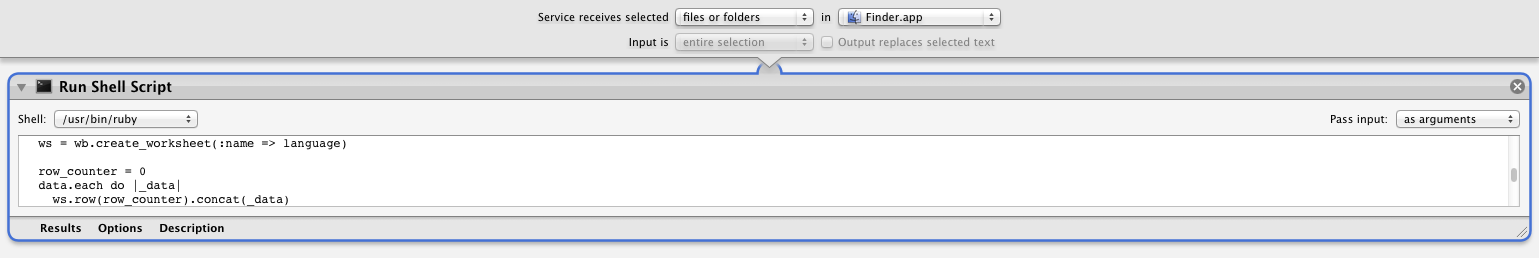 Service receives selected files or folders in Finder.app
Input is entire selection Output replaces selected text
Run Shell Script
Shell: /usr/bin/ruby Pass input: as arguments
ws = wb.create_worksheet(:name => language)
row_counter = 0
data.each do |_data|
ws.row(row_counter).concat(_data)
Results Options Description